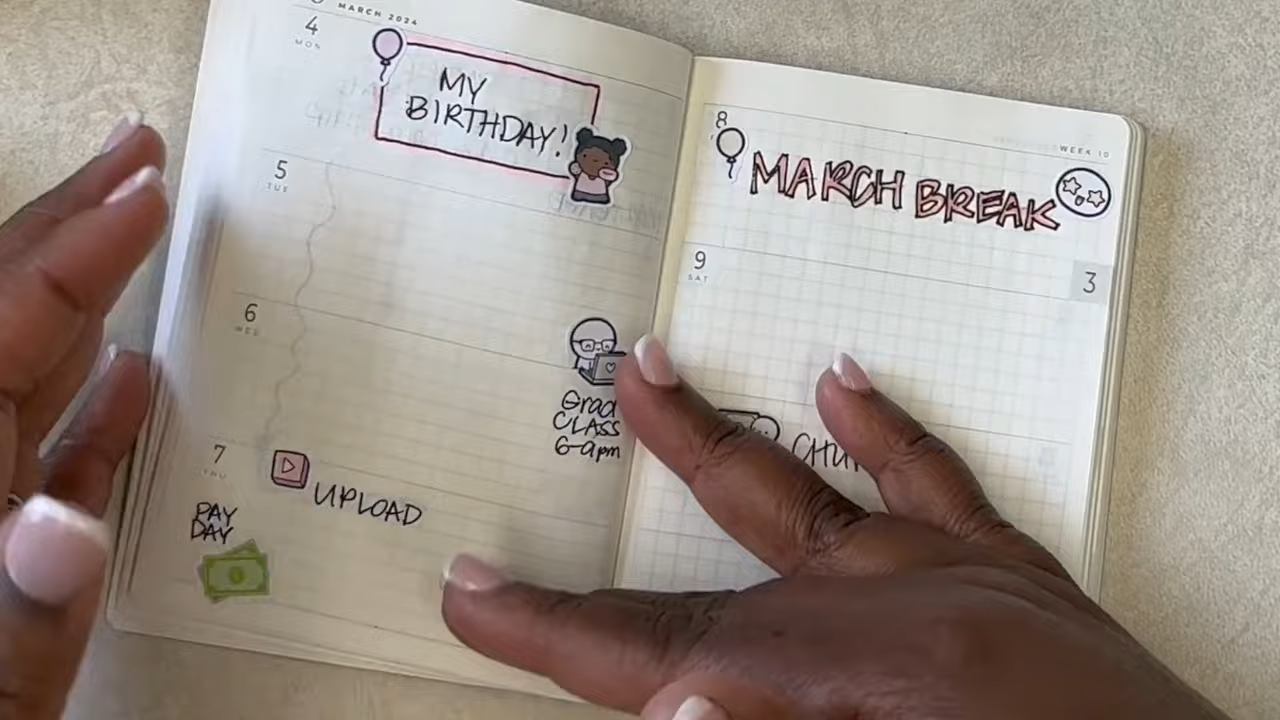 MARCH 2024
4
MON
MY
BIRTHDAY!
5
TUE
6
WED
Grad
CLASS
6-9pm
7
THU
UPLOAD
PAY
DAY
8
WEEK 10
MARCH BREAK
9
SAT
3